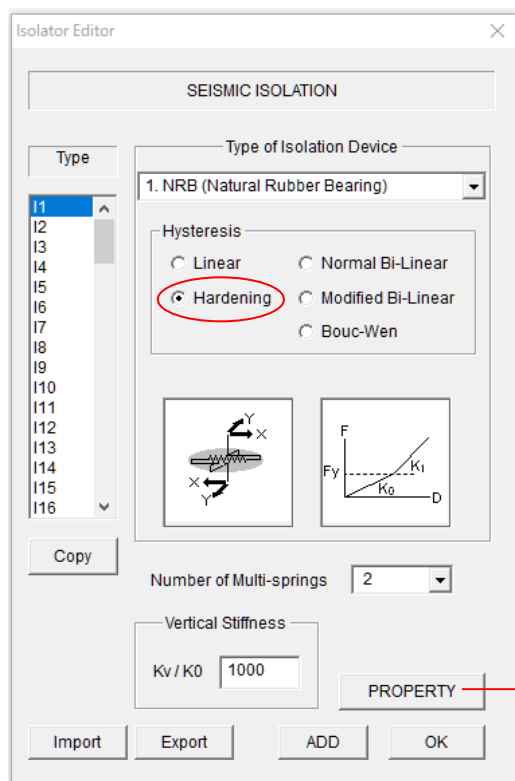 Isolator Editor
SEISMIC ISOLATION
Type
I1
I2
I3
I4
I5
I6
I7
I8
I9
I10
I11
I12
I13
I14
I15
I16
Copy
Type of Isolation Device
1. NRB (Natural Rubber Bearing)
Hysteresis
Linear
Normal Bi-Linear
Hardening
Modified Bi-Linear
Bouc-Wen
Y
X
X
Y
F
Fy
K1
K0
D
Number of Multi-springs
2
Vertical Stiffness
Kv / K0
1000
PROPERTY
Import
Export
ADD
OK